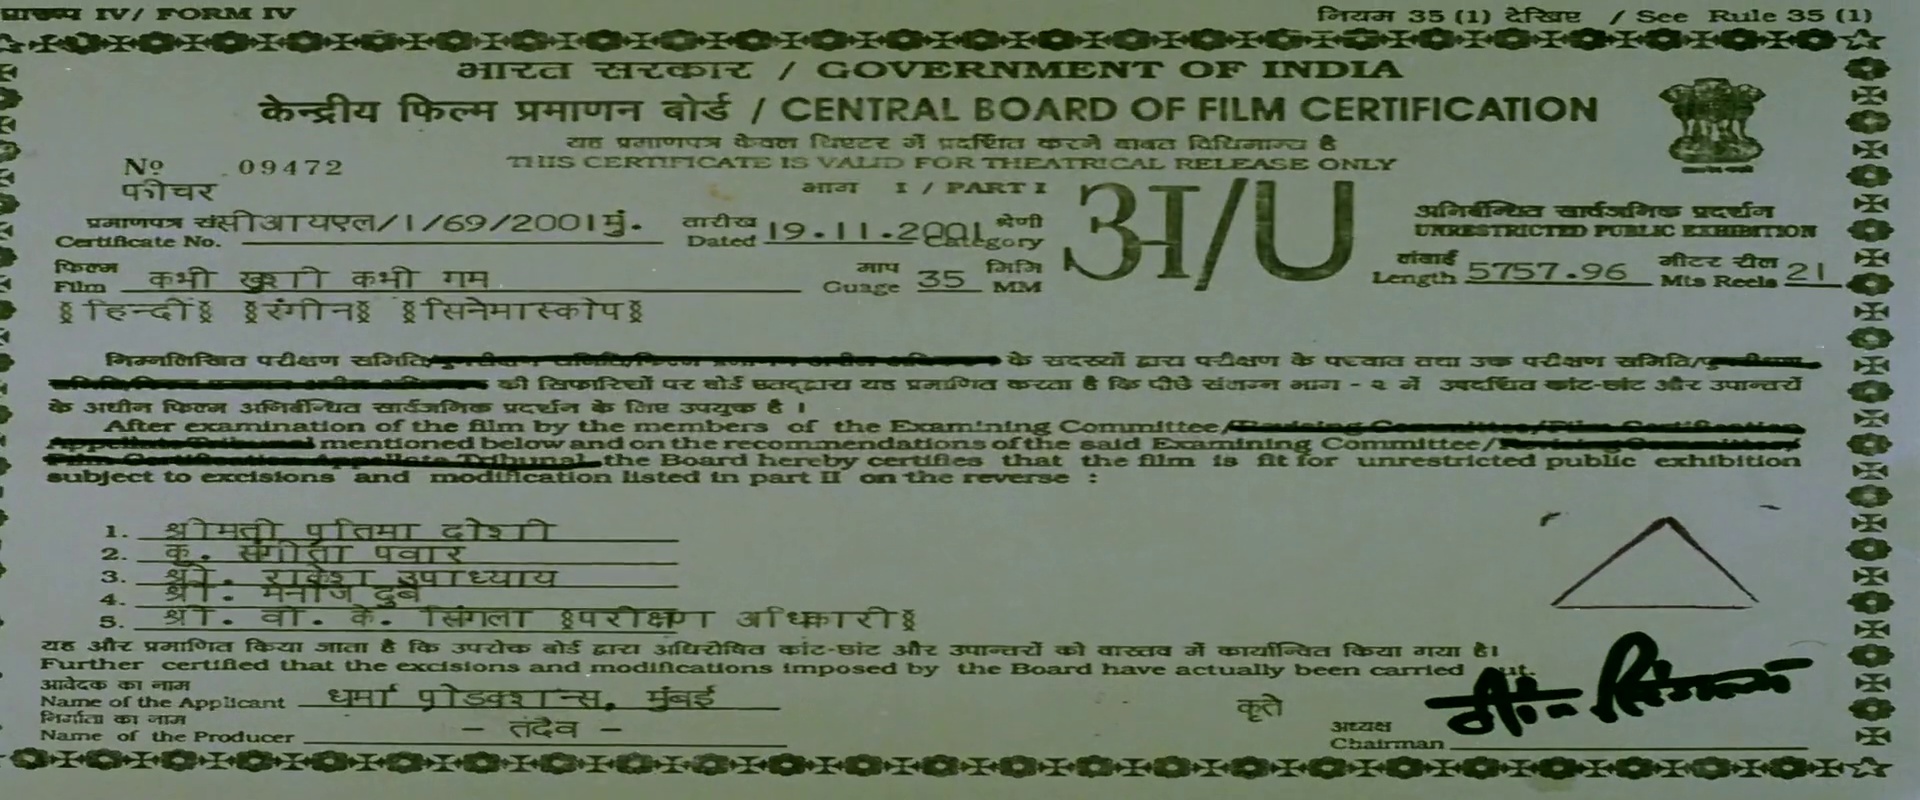 प्रारूप IV/ FORM IV
नियम 35 (1) देखिए / See Rule 35 (1)
भारत सरकार / GOVERNMENT OF INDIA
केन्द्रीय फिल्म प्रमाणन बोर्ड / CENTRAL BOARD OF FILM CERTIFICATION
यह प्रमाणपत्र केवल थिएटर में प्रदर्शित करने बाबत विधिमान्य है
THIS CERTIFICATE IS VALID FOR THEATRICAL RELEASE ONLY
Nº 09472
फीचर
भाग I / PART I
अ/U
प्रमाणपत्र सं सीआयएल/1/69/2001 मुं.
Certificate No.
तारीख
Dated 19.11.2001
श्रेणी
Category
अनिर्बन्धित सार्वजनिक प्रदर्शन
UNRESTRICTED PUBLIC EXHIBITION
फिल्म
Film कभी खुशी कभी गम
माप
Guage 35
मिमि
MM
लंबाई
Length 5757.96
मीटर रील
Mts Reels 21
हिन्दी रंगीन सिनेमास्कोप
निम्नलिखित परीक्षण समिति/ के सदस्यों द्वारा परीक्षण के पश्चात तथा उक्त परीक्षण समिति/
की सिफारिशों पर बोर्ड एतद्द्वारा यह प्रमाणित करता है कि पीछे संलग्न भाग - २ में उपदर्शित कांट-छांट और उपान्तरों
के अधीन फिल्म अनिर्बन्धित सार्वजनिक प्रदर्शन के लिए उपयुक्त है ।
After examination of the film by the members of the Examining Committee/
mentioned below and on the recommendations of the said Examining Committee/
the Board hereby certifies that the film is fit for unrestricted public exhibition
subject to excisions and modification listed in part II on the reverse :
1. श्रीमती प्रतिमा दोशी
2. कु. संगीता पवार
3. श्री. राकेश उपाध्याय
4. श्री. मनोज दुबे
5. श्री. वी. के. सिंगला परीक्षण अधिकारी
यह और प्रमाणित किया जाता है कि उपरोक्त बोर्ड द्वारा अधिरोपित कांट-छांट और उपान्तरों को वास्तव में कार्यान्वित किया गया है।
Further certified that the excisions and modifications imposed by the Board have actually been carried out.
आवेदक का नाम
Name of the Applicant धर्मा प्रोडक्शन्स, मुंबई
निर्माता का नाम
Name of the Producer - तदैव -
कृते
अध्यक्ष
Chairman